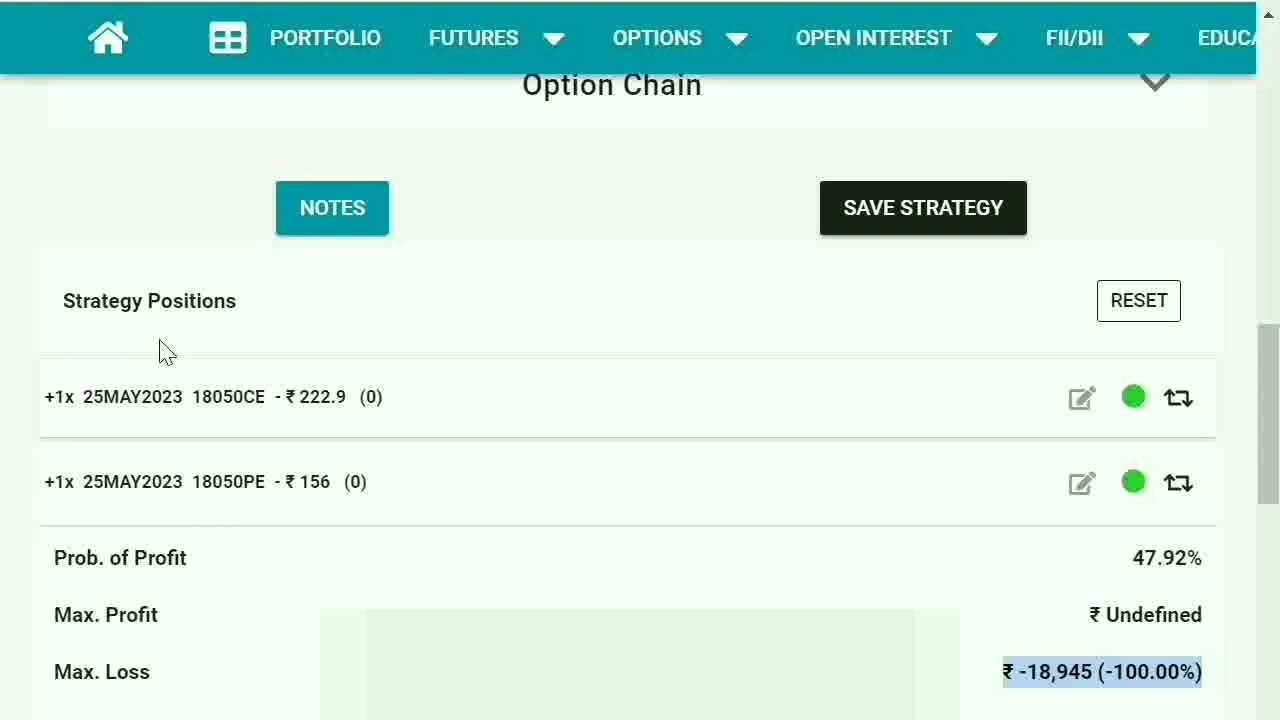 PORTFOLIO FUTURES OPTIONS OPEN INTEREST FII/DII EDUCA
Option Chain
NOTES SAVE STRATEGY
Strategy Positions RESET
+1x 25MAY2023 18050CE - ₹ 222.9 (0)
+1x 25MAY2023 18050PE - ₹ 156 (0)
Prob. of Profit 47.92%
Max. Profit ₹ Undefined
Max. Loss ₹ -18,945 (-100.00%)